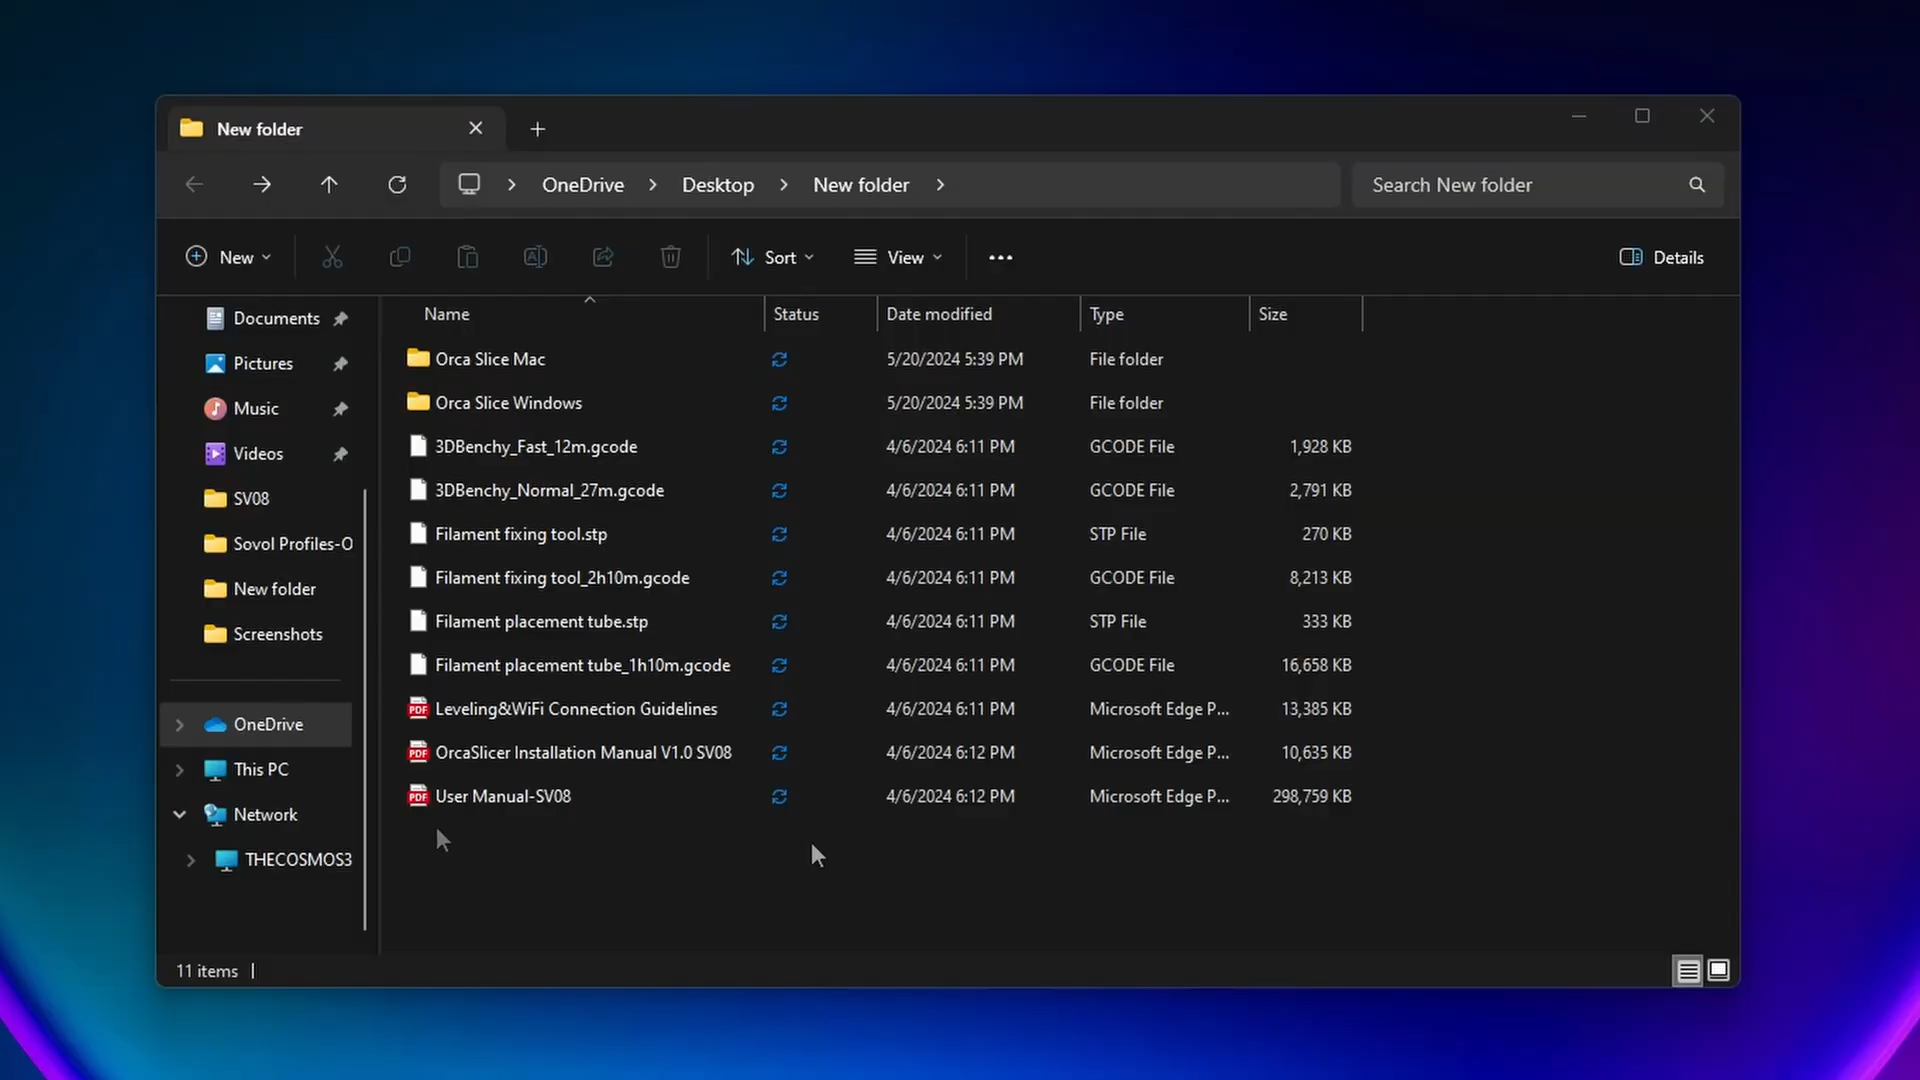 New folder
OneDrive
Desktop
New folder
Search New folder
New
Sort
View
Details
Name
Status
Date modified
Type
Size
Documents
Pictures
Music
Videos
SV08
Sovol Profiles-O
New folder
Screenshots
OneDrive
This PC
Network
THECOSMOS3
Orca Slice Mac 5/20/2024 5:39 PM File folder
Orca Slice Windows 5/20/2024 5:39 PM File folder
3DBenchy_Fast_12m.gcode 4/6/2024 6:11 PM GCODE File 1,928 KB
3DBenchy_Normal_27m.gcode 4/6/2024 6:11 PM GCODE File 2,791 KB
Filament fixing tool.stp 4/6/2024 6:11 PM STP File 270 KB
Filament fixing tool_2h10m.gcode 4/6/2024 6:11 PM GCODE File 8,213 KB
Filament placement tube.stp 4/6/2024 6:11 PM STP File 333 KB
Filament placement tube_1h10m.gcode 4/6/2024 6:11 PM GCODE File 16,658 KB
PDF Leveling&WiFi Connection Guidelines 4/6/2024 6:11 PM Microsoft Edge P... 13,385 KB
PDF OrcaSlicer Installation Manual V1.0 SV08 4/6/2024 6:12 PM Microsoft Edge P... 10,635 KB
PDF User Manual-SV08 4/6/2024 6:12 PM Microsoft Edge P... 298,759 KB
11 items